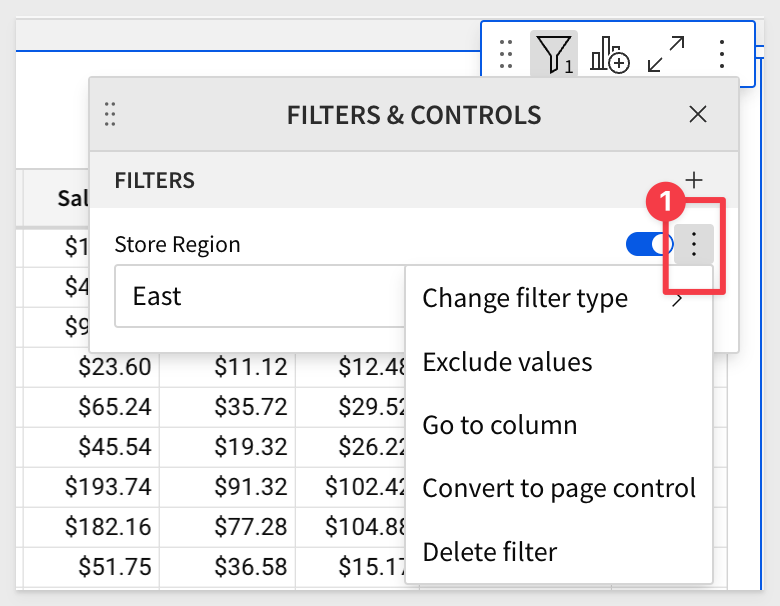 1
FILTERS & CONTROLS
FILTERS
1
Store Region
East
Change filter type
Exclude values
Go to column
Convert to page control
Delete filter
Sal
$1
$4
$9
$23.60 $11.12 $12.48
$65.24 $35.72 $29.52
$45.54 $19.32 $26.22
$193.74 $91.32 $102.42
$182.16 $77.28 $104.88
$51.75 $36.58 $15.17